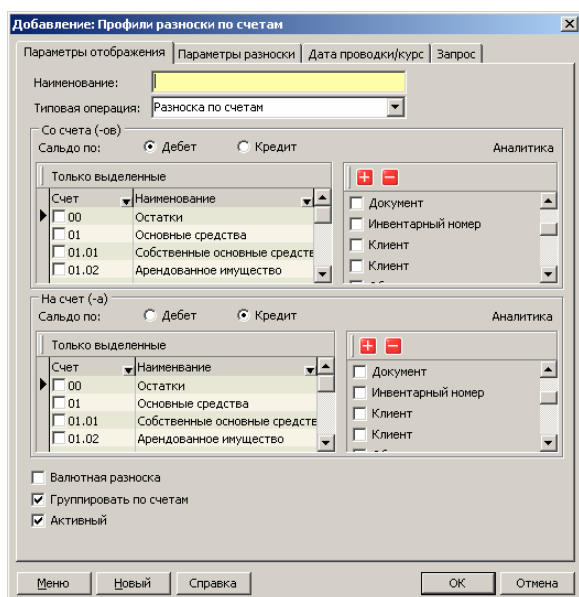 Добавление: Профили разноски по счетам
Параметры отображения Параметры разноски Дата проводки/курс Запрос
Наименование:
Типовая операция: Разноска по счетам
Со счета (-ов)
Сальдо по: Дебет Кредит Аналитика
Только выделенные
Счет Наименование
00 Остатки
01 Основные средства
01.01 Собственные основные средств
01.02 Арендованное имущество
Документ
Инвентарный номер
Клиент
Клиент
На счет (-а)
Сальдо по: Дебет Кредит Аналитика
Только выделенные
Счет Наименвание
00 Остатки
01 Основные средства
01.01 Собственные основные средств
01.02 Арендованное имущество
Документ
Инвентарный номер
Клиент
Клиент
Валютная разноска
Группировать по счетам
Активный
Меню Новый Справка ОК Отмена